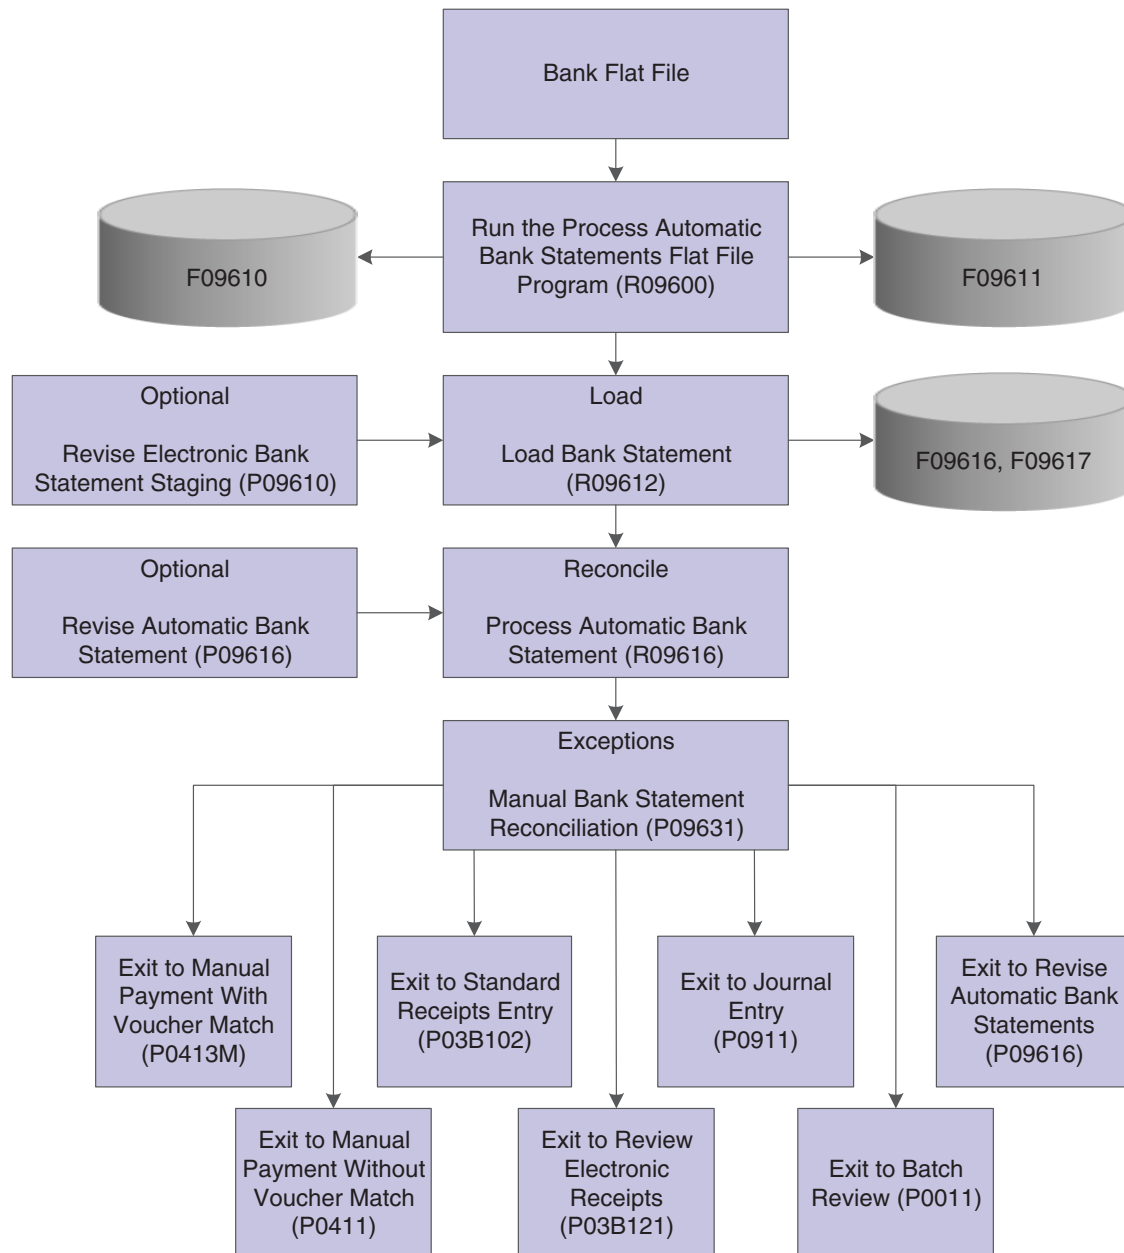 Bank Flat File
Run the Process Automatic
Bank Statements Flat File
Program (R09600)
F09610
F09611
Optional
Revise Electronic Bank
Statement Staging (P09610)
Load
Load Bank Statement
(R09612)
F09616, F09617
Optional
Revise Automatic Bank
Statement (P09616)
Reconcile
Process Automatic Bank
Statement (R09616)
Exceptions
Manual Bank Statement
Reconciliation (P09631)
Exit to Manual
Payment With
Voucher Match
(P0413M)
Exit to Standard
Receipts Entry
(P03B102)
Exit to Journal
Entry
(P0911)
Exit to Revise
Automatic Bank
Statements
(P09616)
Exit to Manual
Payment Without
Voucher Match
(P0411)
Exit to Review
Electronic
Receipts
(P03B121)
Exit to Batch
Review (P0011)